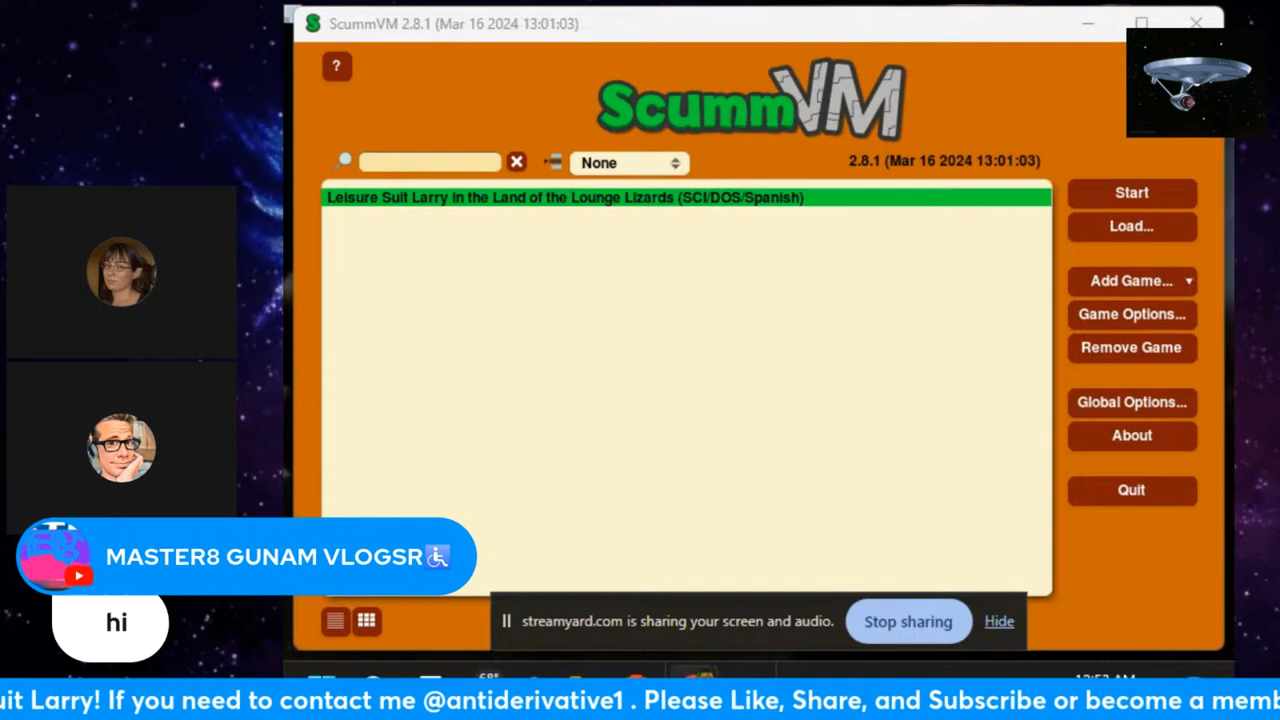 ScummVM 2.8.1 (Mar 16 2024 13:01:03)
?
ScummVM
None
2.8.1 (Mar 16 2024 13:01:03)
Leisure Suit Larry in the Land of the Lounge Lizards (SCI/DOS/Spanish)
Start
Load...
Add Game...
Game Options...
Remove Game
Global Options...
About
Quit
MASTER8 GUNAM VLOGSR♿
hi
streamyard.com is sharing your screen and audio.
Stop sharing
Hide
68°
uit Larry! If you need to contact me @antiderivative1 . Please Like, Share, and Subscribe or become a memb